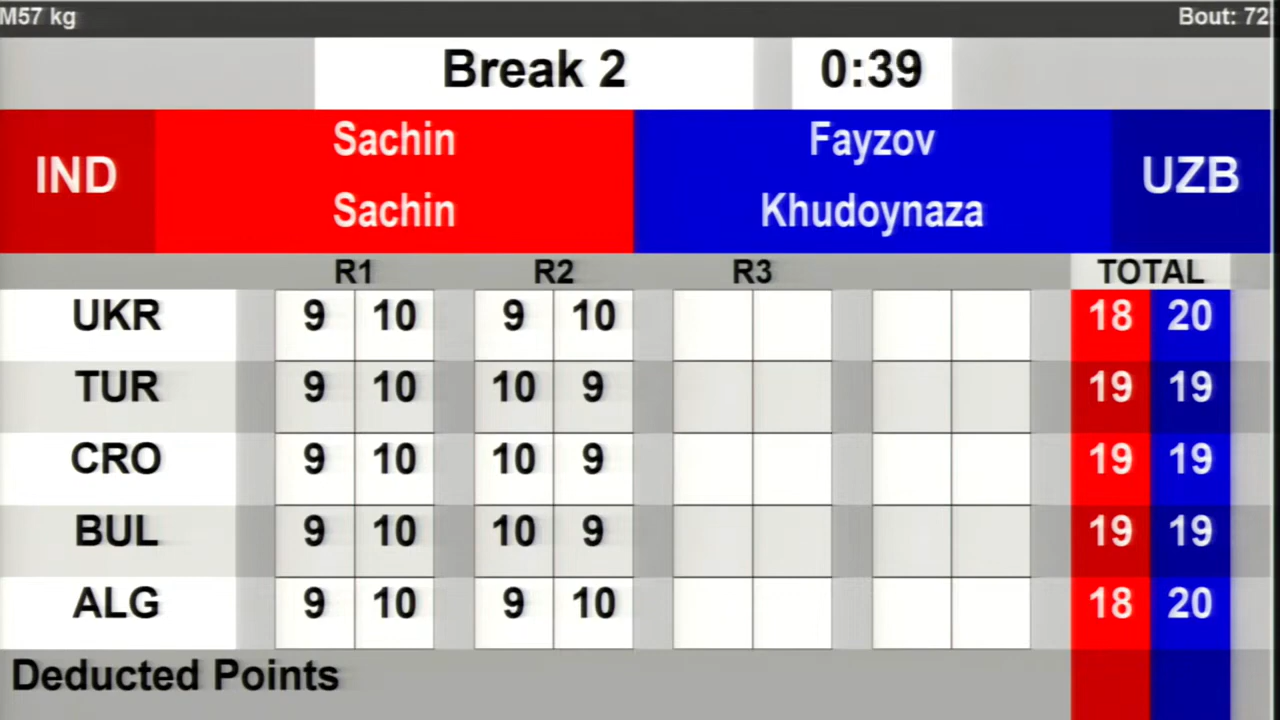 M57 kg Bout: 72
Break 2 0:39
IND Sachin Sachin Fayzov Khudoynaza UZB
R1 R2 R3 TOTAL
UKR 9 10 9 10 18 20
TUR 9 10 10 9 19 19
CRO 9 10 10 9 19 19
BUL 9 10 10 9 19 19
ALG 9 10 9 10 18 20
Deducted Points